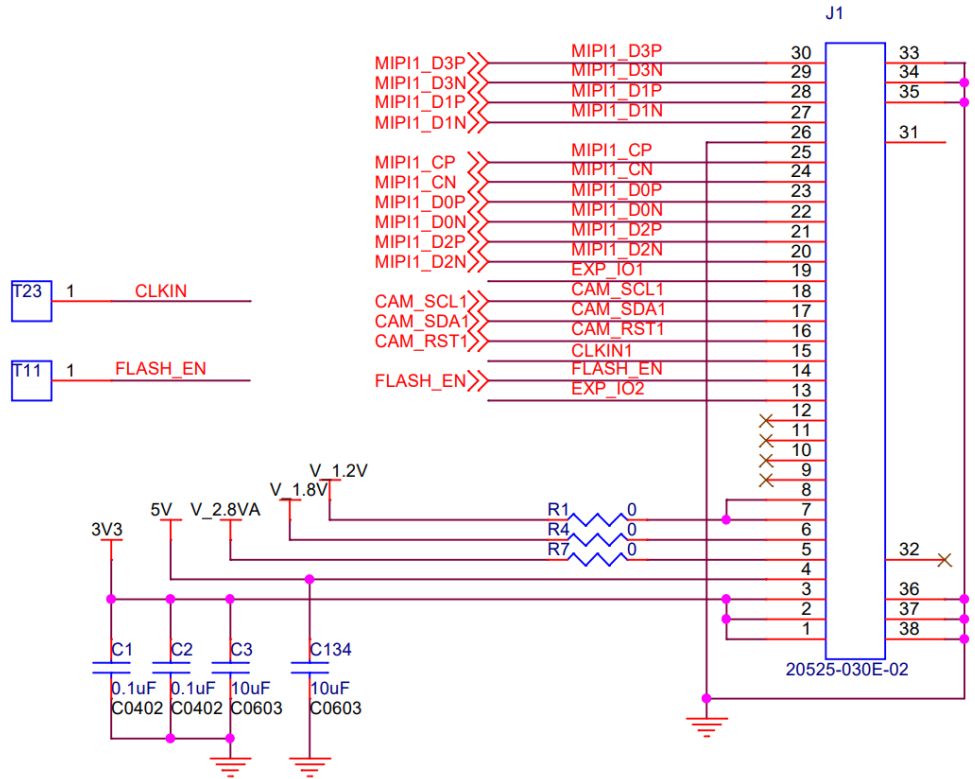 J1
MIPI1_D3P MIPI1_D3P 30 33
MIPI1_D3N MIPI1_D3N 29 34
MIPI1_D1P MIPI1_D1P 28 35
MIPI1_D1N MIPI1_D1N 27
26 31
MIPI1_CP MIPI1_CP 25
MIPI1_CN MIPI1_CN 24
MIPI1_D0P MIPI1_D0P 23
MIPI1_D0N MIPI1_D0N 22
MIPI1_D2P MIPI1_D2P 21
MIPI1_D2N MIPI1_D2N 20
EXP_IO1 19
T23 1 CLKIN CAM_SCL1 CAM_SCL1 18
CAM_SDA1 CAM_SDA1 17
CAM_RST1 CAM_RST1 16
CLKIN1 15
T11 1 FLASH_EN FLASH_EN FLASH_EN 14
EXP_IO2 13
12
11
10
9
V_1.2V
V_1.8V 8
3V3 5V V_2.8VA R1 0 7
R4 0 6
R7 0 5 32
4
3 36
2 37
1 38
C1 C2 C3 C134
20525-030E-02
0.1uF 0.1uF 10uF 10uF
C0402 C0402 C0603 C0603